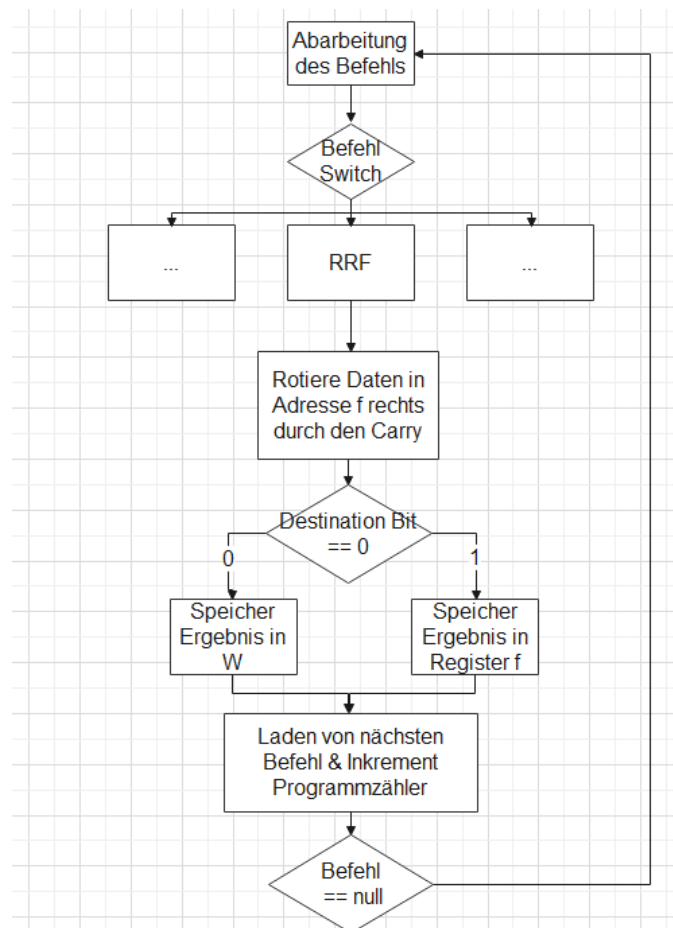 Abarbeitung
des Befehls
Befehl
Switch
...
RRF
...
Rotiere Daten in
Adresse f rechts
durch den Carry
Destination Bit
== 0
0
1
Speicher
Ergebnis in
W
Speicher
Ergebnis in
Register f
Laden von nächsten
Befehl & Inkrement
Programmzähler
Befehl
== null